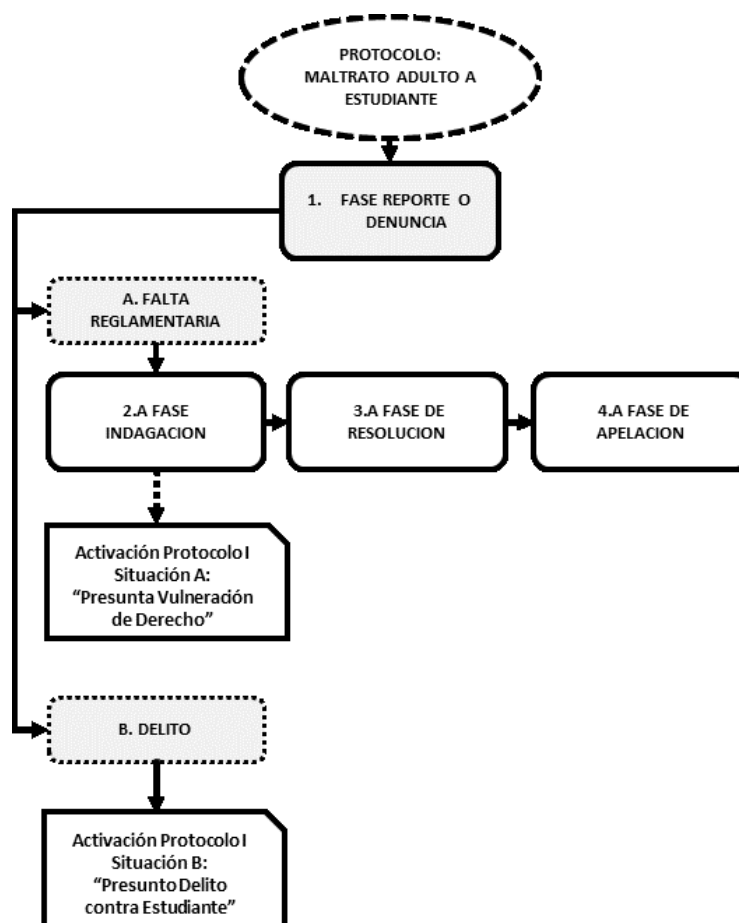 PROTOCOLO:
MALTRATO ADULTO A
ESTUDIANTE
1. FASE REPORTE O
DENUNCIA
A. FALTA
REGLAMENTARIA
2.A FASE
INDAGACION
3.A FASE DE
RESOLUCION
4.A FASE DE
APELACION
Activación Protocolo I
Situación A:
“Presunta Vulneración
de Derecho”
B. DELITO
Activación Protocolo I
Situación B:
“Presunto Delito
contra Estudiante”